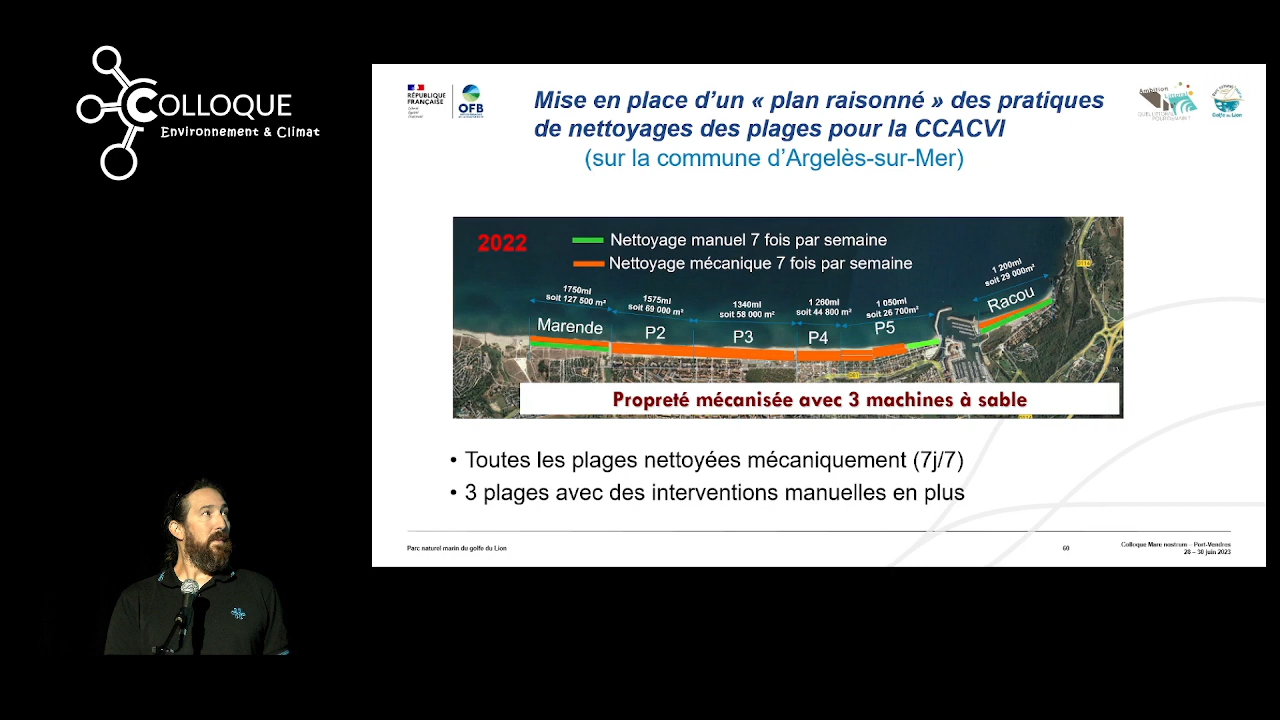 COLLOQUE
Environnement & Climat
RÉPUBLIQUE
FRANÇAISE
OFB
Mise en place d'un « plan raisonné » des pratiques
de nettoyages des plages pour la CCACVI
(sur la commune d'Argelès-sur-Mer)
Ambition
Littoral
Golfe du Lion
2022
Nettoyage manuel 7 fois par semaine
Nettoyage mécanique 7 fois par semaine
1750ml
soit 127 500 m²
1575ml
soit 69 000 m²
1340ml
soit 58 000 m²
1 260ml
soit 44 800 m²
1 050ml
soit 26 700m²
1 200ml
soit 29 000m²
Marende
P2
P3
P4
P5
Racou
Propreté mécanisée avec 3 machines à sable
• Toutes les plages nettoyées mécaniquement (7j/7)
• 3 plages avec des interventions manuelles en plus
Parc naturel marin du golfe du Lion
60
Colloque Mare nostrum – Port-Vendres
28 – 30 juin 2023